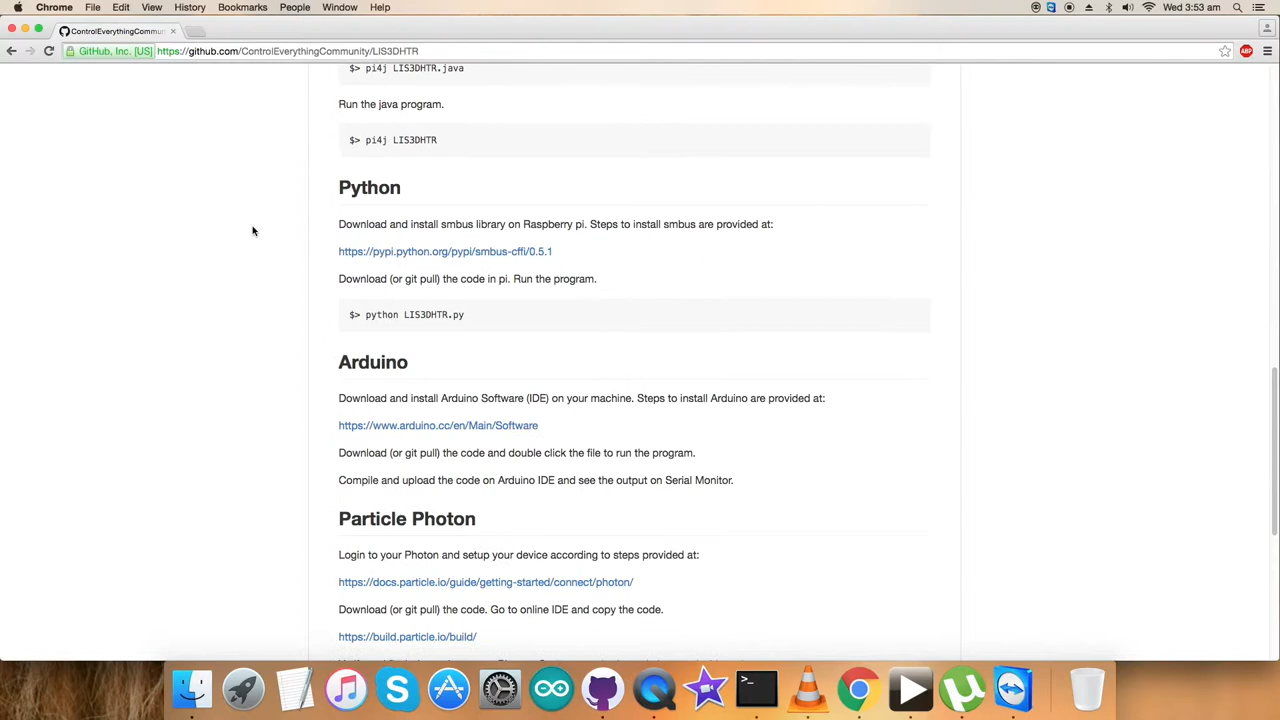 Chrome File Edit View History Bookmarks People Window Help Wed 3:53 am
ControlEverythingCommun
GitHub, Inc. [US] https://github.com/ControlEverythingCommunity/LIS3DHTR
ABP
$> pi4j LIS3DHTR.java
Run the java program.
$> pi4j LIS3DHTR
Python
Download and install smbus library on Raspberry pi. Steps to install smbus are provided at:
https://pypi.python.org/pypi/smbus-cffi/0.5.1
Download (or git pull) the code in pi. Run the program.
$> python LIS3DHTR.py
Arduino
Download and install Arduino Software (IDE) on your machine. Steps to install Arduino are provided at:
https://www.arduino.cc/en/Main/Software
Download (or git pull) the code and double click the file to run the program.
Compile and upload the code on Arduino IDE and see the output on Serial Monitor.
Particle Photon
Login to your Photon and setup your device according to steps provided at:
https://docs.particle.io/guide/getting-started/connect/photon/
Download (or git pull) the code. Go to online IDE and copy the code.
https://build.particle.io/build/